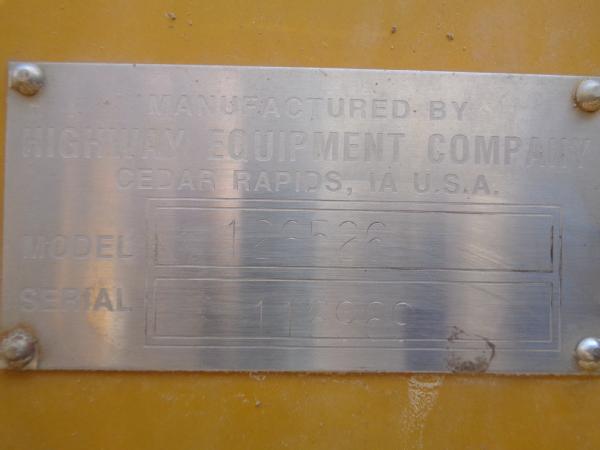 MANUFACTURED BY
HIGHWAY EQUIPMENT COMPANY
CEDAR RAPIDS, IA U.S.A.
MODEL
SERIAL